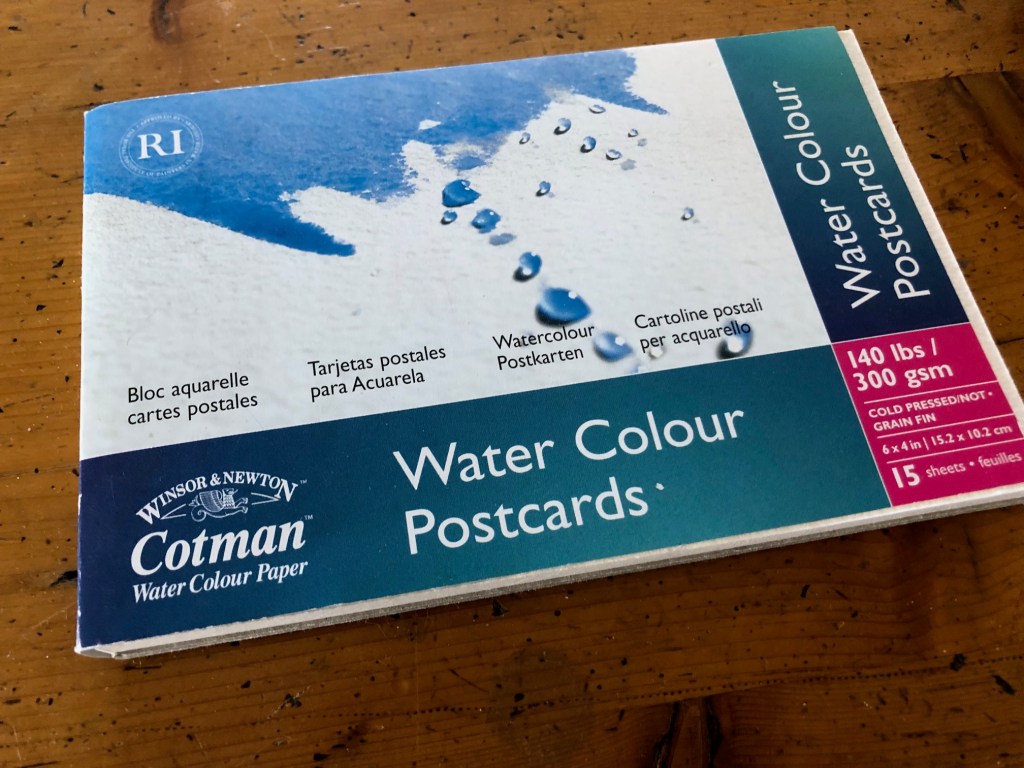 RI
Water Colour
Postcards
Bloc aquarelle
cartes postales
Tarjetas postales
para Acuarela
Watercolour
Postkarten
Cartoline postali
per acquarello
140 lbs /
300 gsm
COLD PRESSED/NOT •
GRAIN FIN
6 x 4 in | 15.2 x 10.2 cm
15 sheets • feuilles
WINSOR & NEWTON™
Cotman™
Water Colour Paper
Water Colour
Postcards